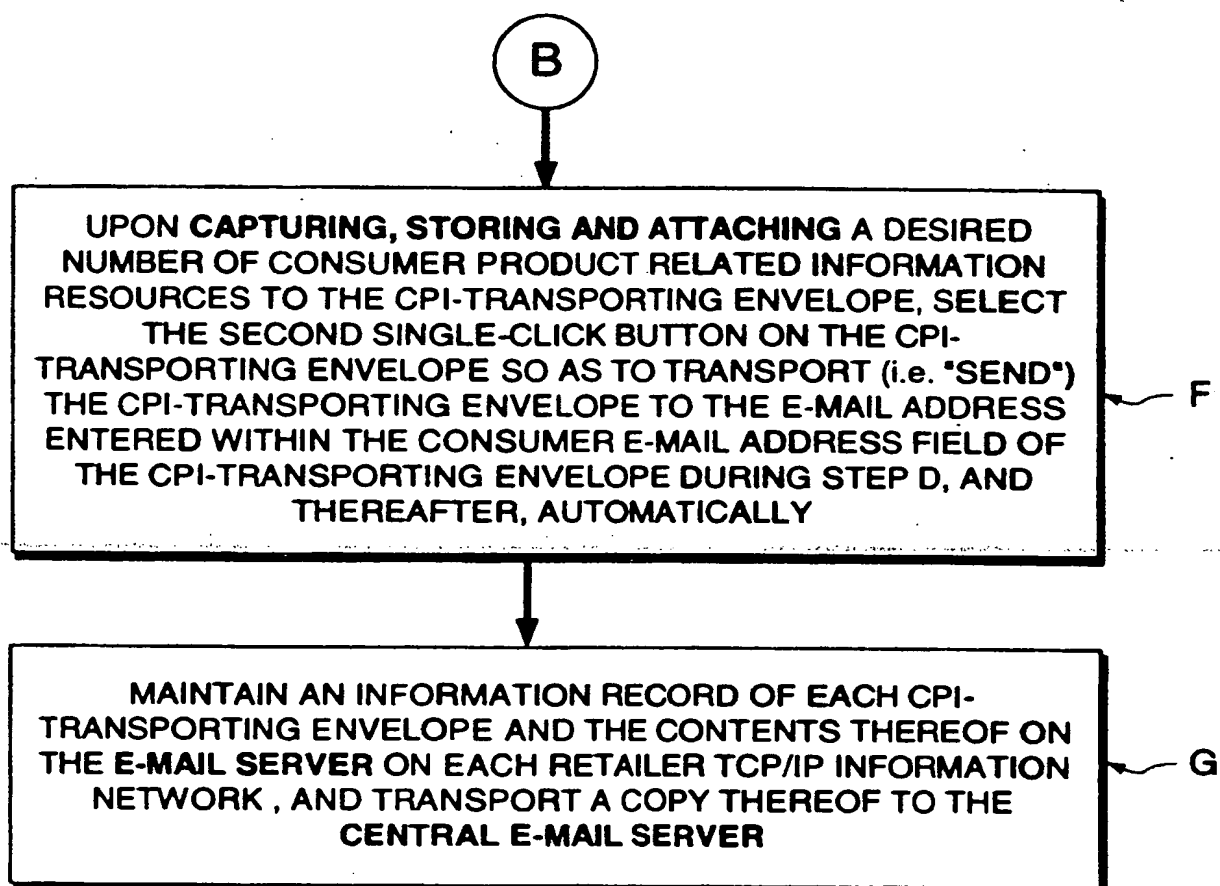 B
UPON CAPTURING, STORING AND ATTACHING A DESIRED
NUMBER OF CONSUMER PRODUCT RELATED INFORMATION
RESOURCES TO THE CPI-TRANSPORTING ENVELOPE, SELECT
THE SECOND SINGLE-CLICK BUTTON ON THE CPI-
TRANSPORTING ENVELOPE SO AS TO TRANSPORT (i.e. "SEND")
THE CPI-TRANSPORTING ENVELOPE TO THE E-MAIL ADDRESS
ENTERED WITHIN THE CONSUMER E-MAIL ADDRESS FIELD OF
THE CPI-TRANSPORTING ENVELOPE DURING STEP D, AND
THEREAFTER, AUTOMATICALLY
F
MAINTAIN AN INFORMATION RECORD OF EACH CPI-
TRANSPORTING ENVELOPE AND THE CONTENTS THEREOF ON
THE E-MAIL SERVER ON EACH RETAILER TCP/IP INFORMATION
NETWORK , AND TRANSPORT A COPY THEREOF TO THE
CENTRAL E-MAIL SERVER
G